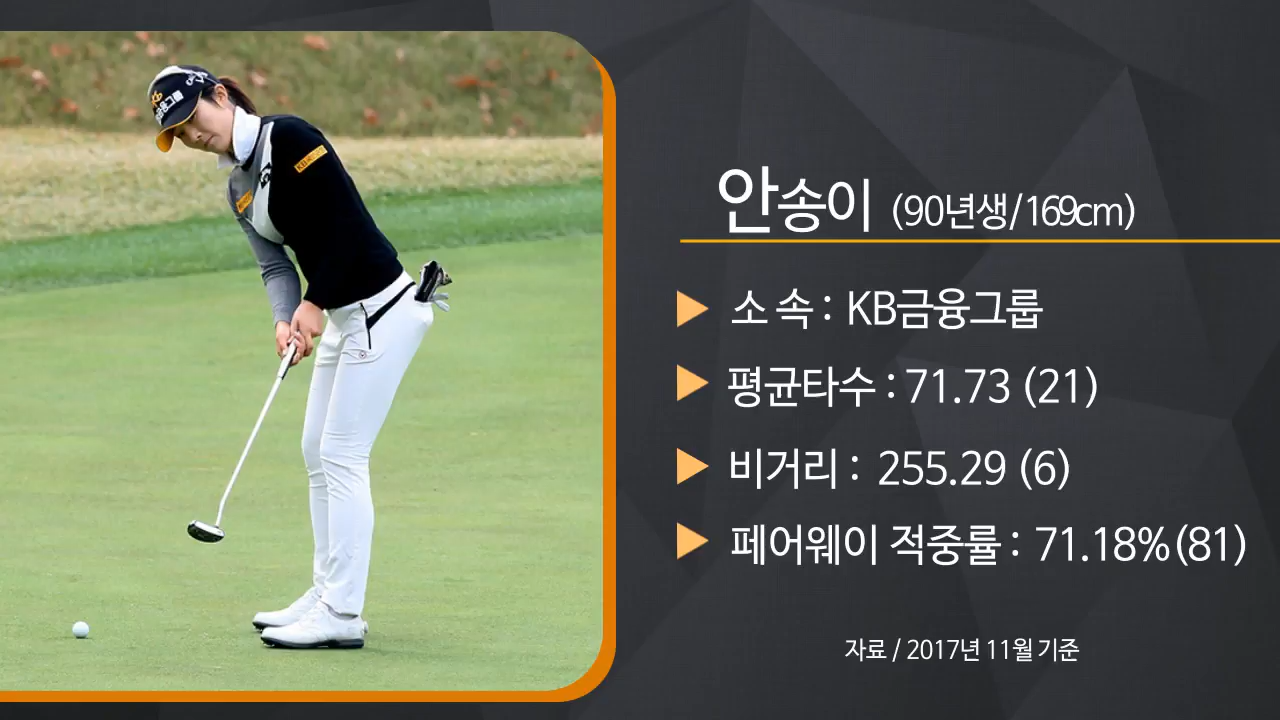 안송이 (90년생/169cm)
소 속 : KB금융그룹
평균타수 : 71.73 (21)
비거리 : 255.29 (6)
페어웨이 적중률 : 71.18% (81)
자료 / 2017년 11월 기준